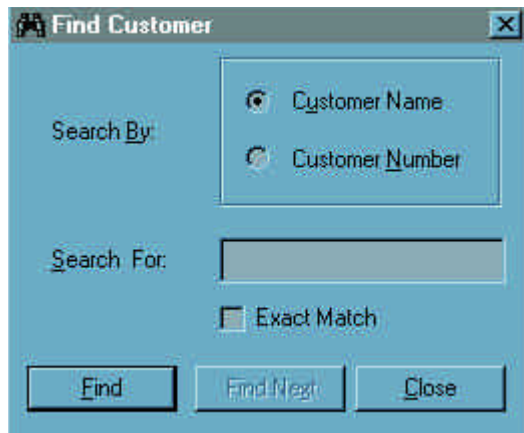 Find Customer
Customer Name
Search By:
Customer Number
Search For:
Exact Match
Find Find Next Close